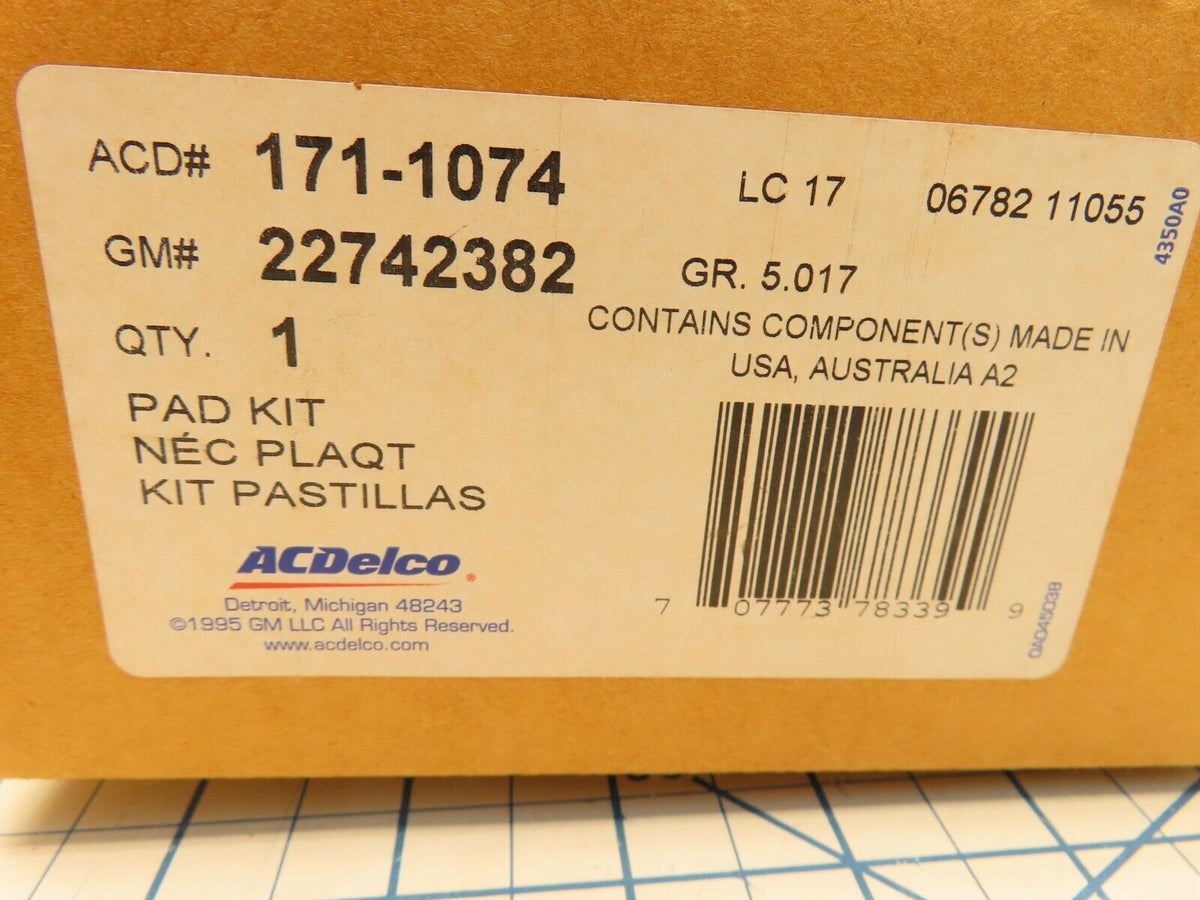 ACD# 171-1074
LC 17 06782 11055
4350A0
GM# 22742382
GR. 5.017
QTY. 1
CONTAINS COMPONENT(S) MADE IN
USA, AUSTRALIA A2
PAD KIT
NÉC PLAQT
KIT PASTILLAS
ACDelco®
Detroit, Michigan 48243
©1995 GM LLC All Rights Reserved.
www.acdelco.com
7 07773 78339 9
0AD45038